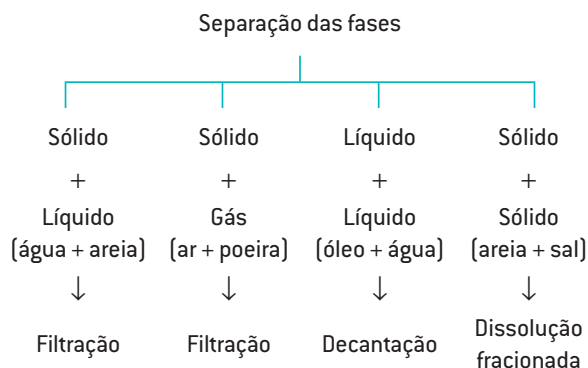 Separação das fases
Sólido Sólido Líquido Sólido
+ + + +
Líquido Gás Líquido Sólido
(água + areia) (ar + poeira) (óleo + água) (areia + sal)
↓ ↓ ↓ ↓
Filtração Filtração Decantação Dissolução
fracionada